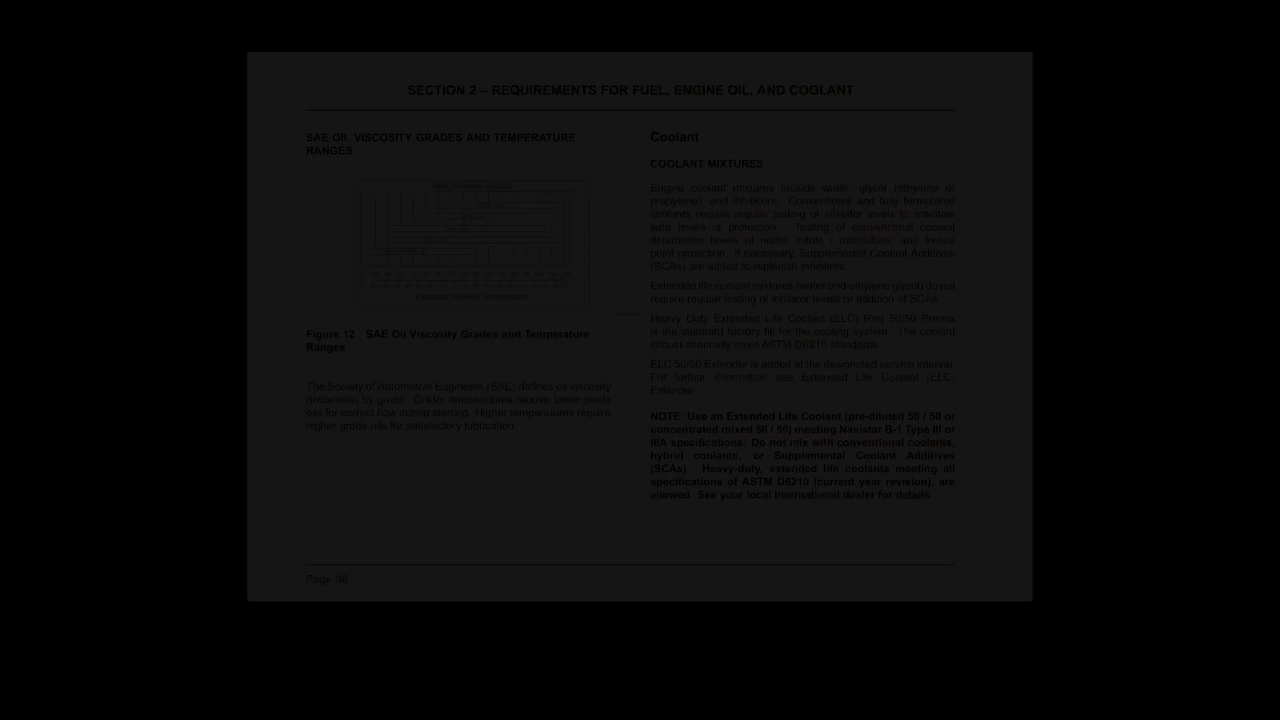 SECTION 2 – REQUIREMENTS FOR FUEL, ENGINE OIL, AND COOLANT
SAE OIL VISCOSITY GRADES AND TEMPERATURE
RANGES
Figure 12 SAE Oil Viscosity Grades and Temperature
Ranges
The Society of Automotive Engineers (SAE) defines oil viscosity
(thickness) by grade. Colder temperatures require lower grade
oils for correct flow during starting. Higher temperatures require
higher grade oils for satisfactory lubrication.
Coolant
COOLANT MIXTURES
Engine coolant mixtures include water, glycol (ethylene or
propylene), and inhibitors. Conventional and fully formulated
coolants require regular testing of inhibitor levels to maintain
safe levels of protection. Testing of conventional coolant
determines levels of nitrite, nitrite / molybdate, and freeze
point protection. If necessary, Supplemental Coolant Additives
(SCAs) are added to replenish inhibitors.
Extended life coolant mixtures (water and ethylene glycol) do not
require regular testing of inhibitor levels or addition of SCAs.
Heavy Duty Extended Life Coolant (ELC) Red 50/50 Premix
is the standard factory fill for the cooling system. The coolant
should minimally meet ASTM D6210 standards.
ELC 50/50 Extender is added at the designated service interval.
For further information see Extended Life Coolant (ELC)
Extender.
NOTE: Use an Extended Life Coolant (pre-diluted 50 / 50 or
concentrated mixed 50 / 50) meeting Navistar B-1 Type III or
IIIA specifications. Do not mix with conventional coolants,
hybrid coolants, or Supplemental Coolant Additives
(SCAs). Heavy-duty, extended life coolants meeting all
specifications of ASTM D6210 (current year revision), are
allowed. See your local International dealer for details.
Page 36